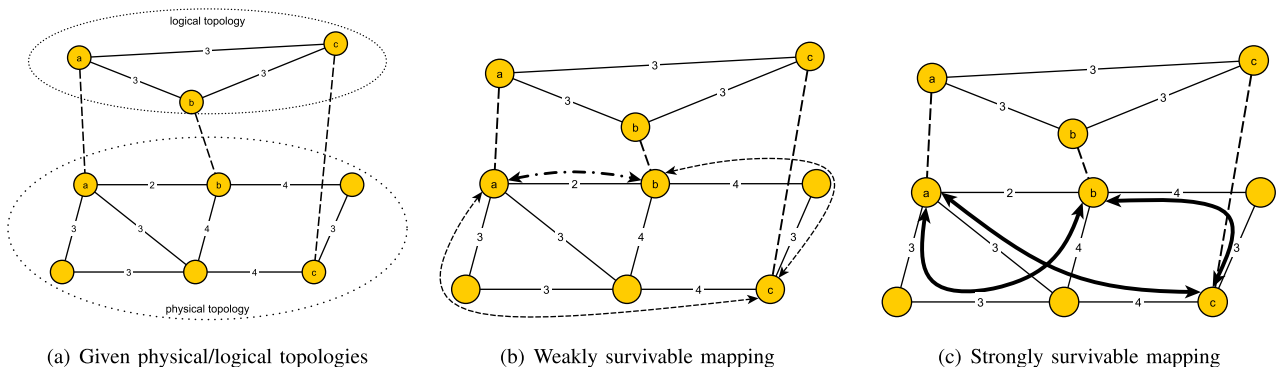 logical topology
a
3
c
3
3
b
a
2
b
4
3
3
4
3
3
4
c
physical topology
(a) Given physical/logical topologies
a
3
c
3
3
b
a
2
b
4
3
3
4
3
3
4
c
(b) Weakly survivable mapping
a
3
c
3
3
b
a
2
b
4
3
3
4
3
3
4
c
(c) Strongly survivable mapping